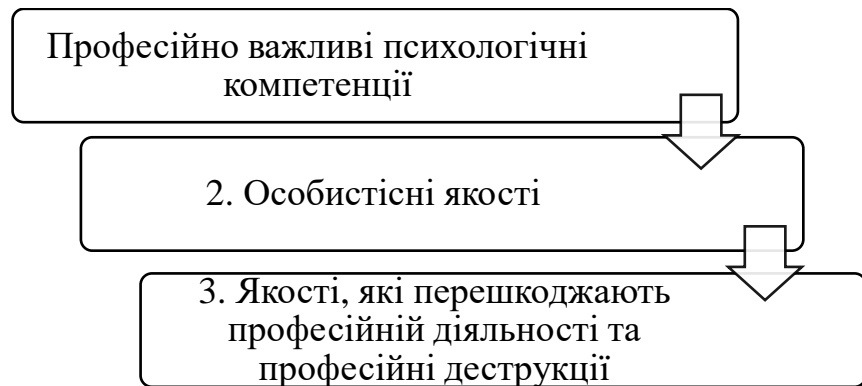 Професійно важливі психологічні
компетенції
2. Особистісні якості
3. Якості, які перешкоджають
професійній діяльності та
професійні деструкції